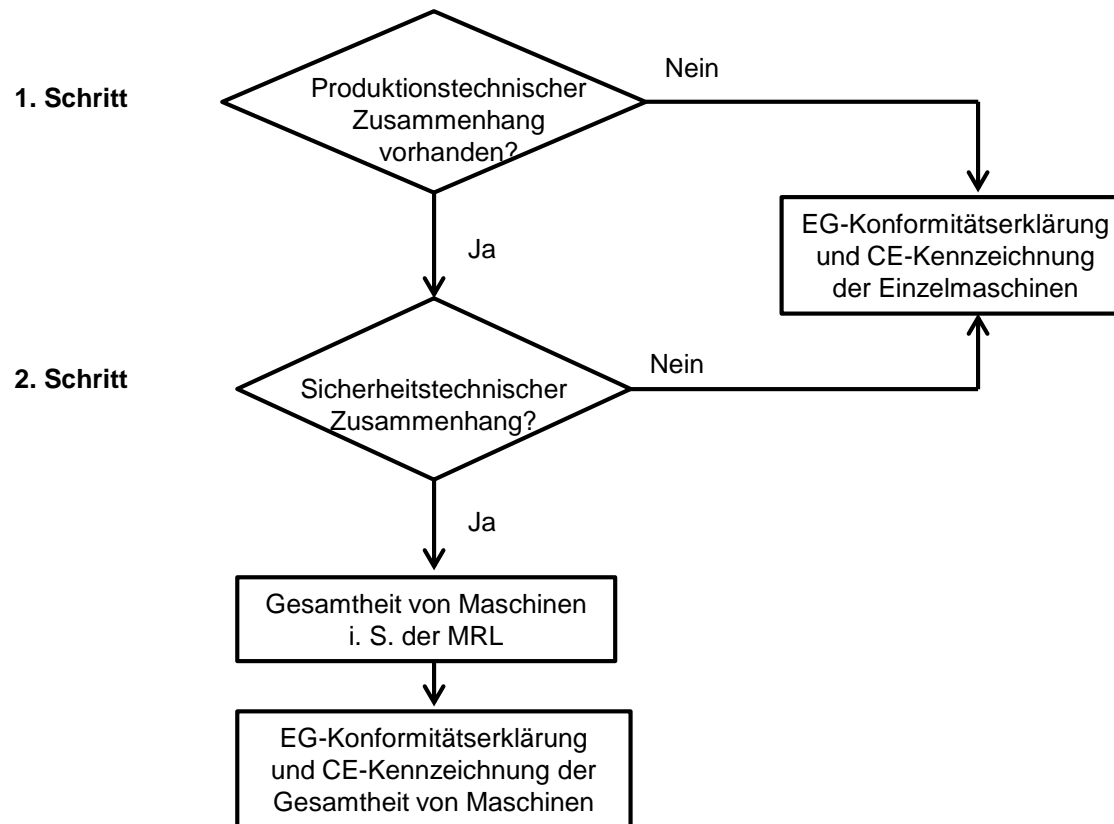 Nein
1. Schritt
Produktionstechnischer
Zusammenhang
vorhanden?
EG-Konformitätserklärung
und CE-Kennzeichnung
der Einzelmaschinen
Ja
Nein
2. Schritt
Sicherheitstechnischer
Zusammenhang?
Ja
Gesamtheit von Maschinen
i. S. der MRL
EG-Konformitätserklärung
und CE-Kennzeichnung der
Gesamtheit von Maschinen